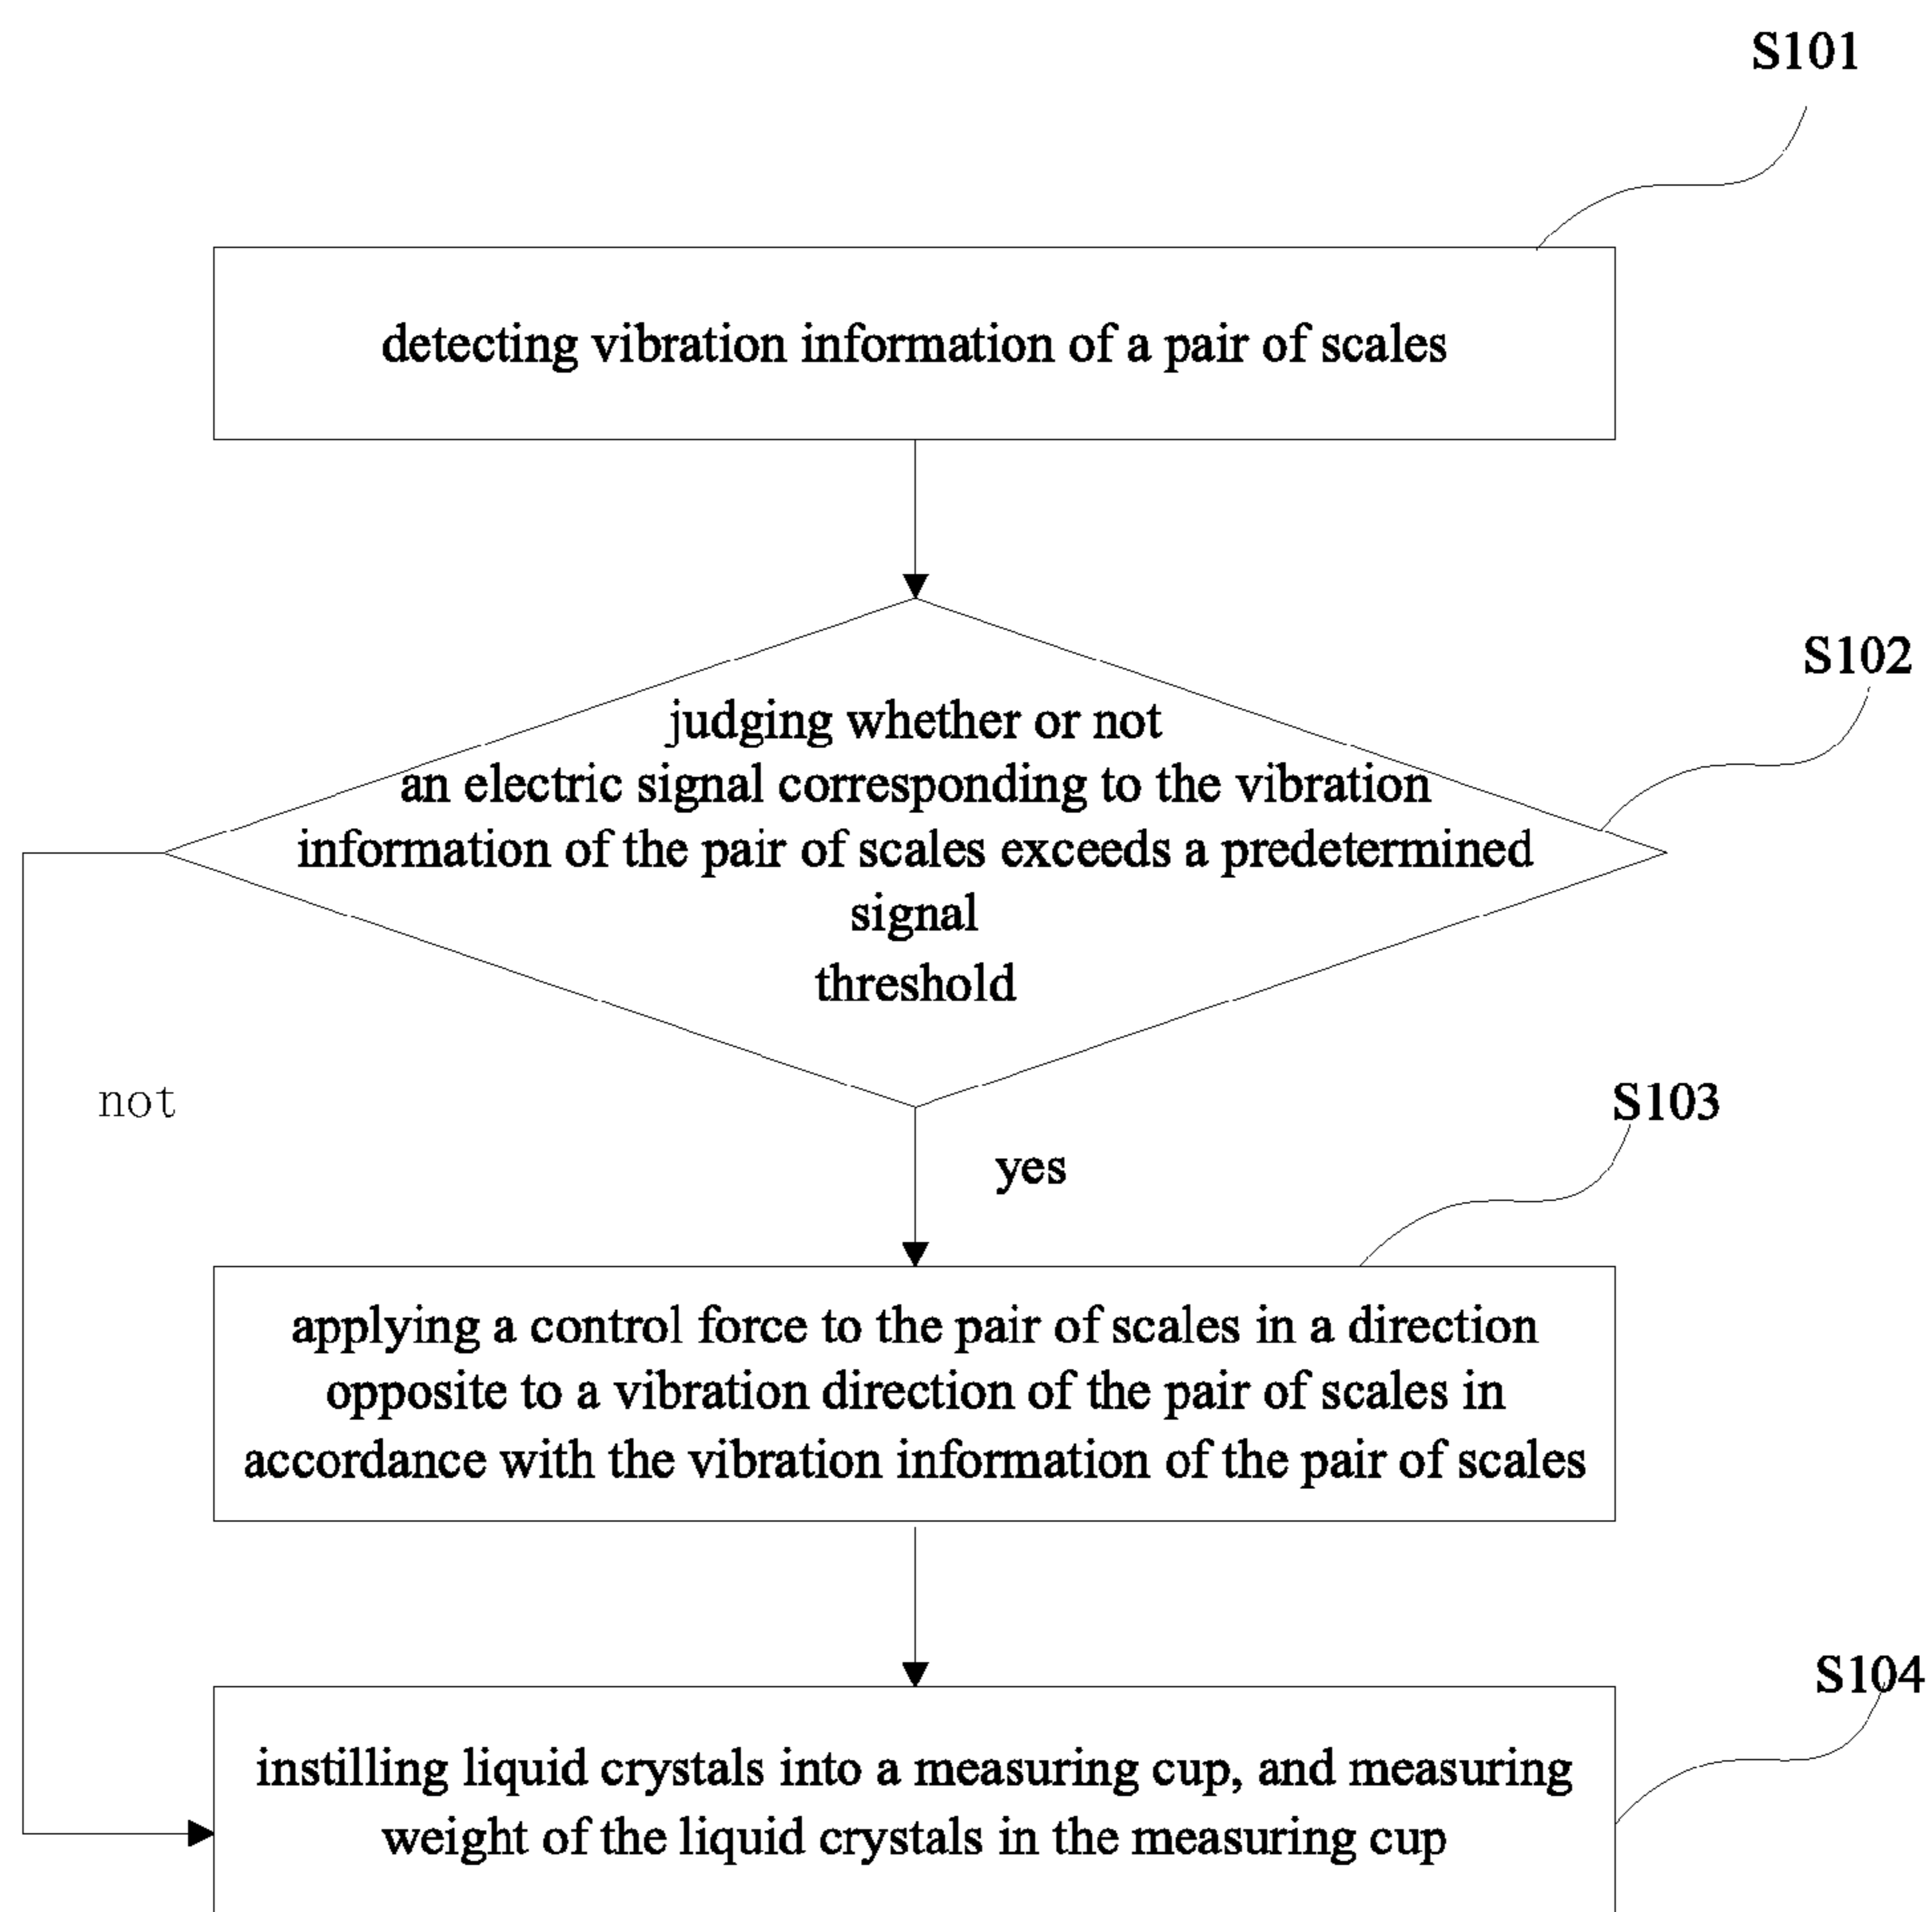 S101
detecting vibration information of a pair of scales
S102
judging whether or not
an electric signal corresponding to the vibration
information of the pair of scales exceeds a predetermined
signal
threshold
not
S103
yes
applying a control force to the pair of scales in a direction
opposite to a vibration direction of the pair of scales in
accordance with the vibration information of the pair of scales
S104
instilling liquid crystals into a measuring cup, and measuring
weight of the liquid crystals in the measuring cup